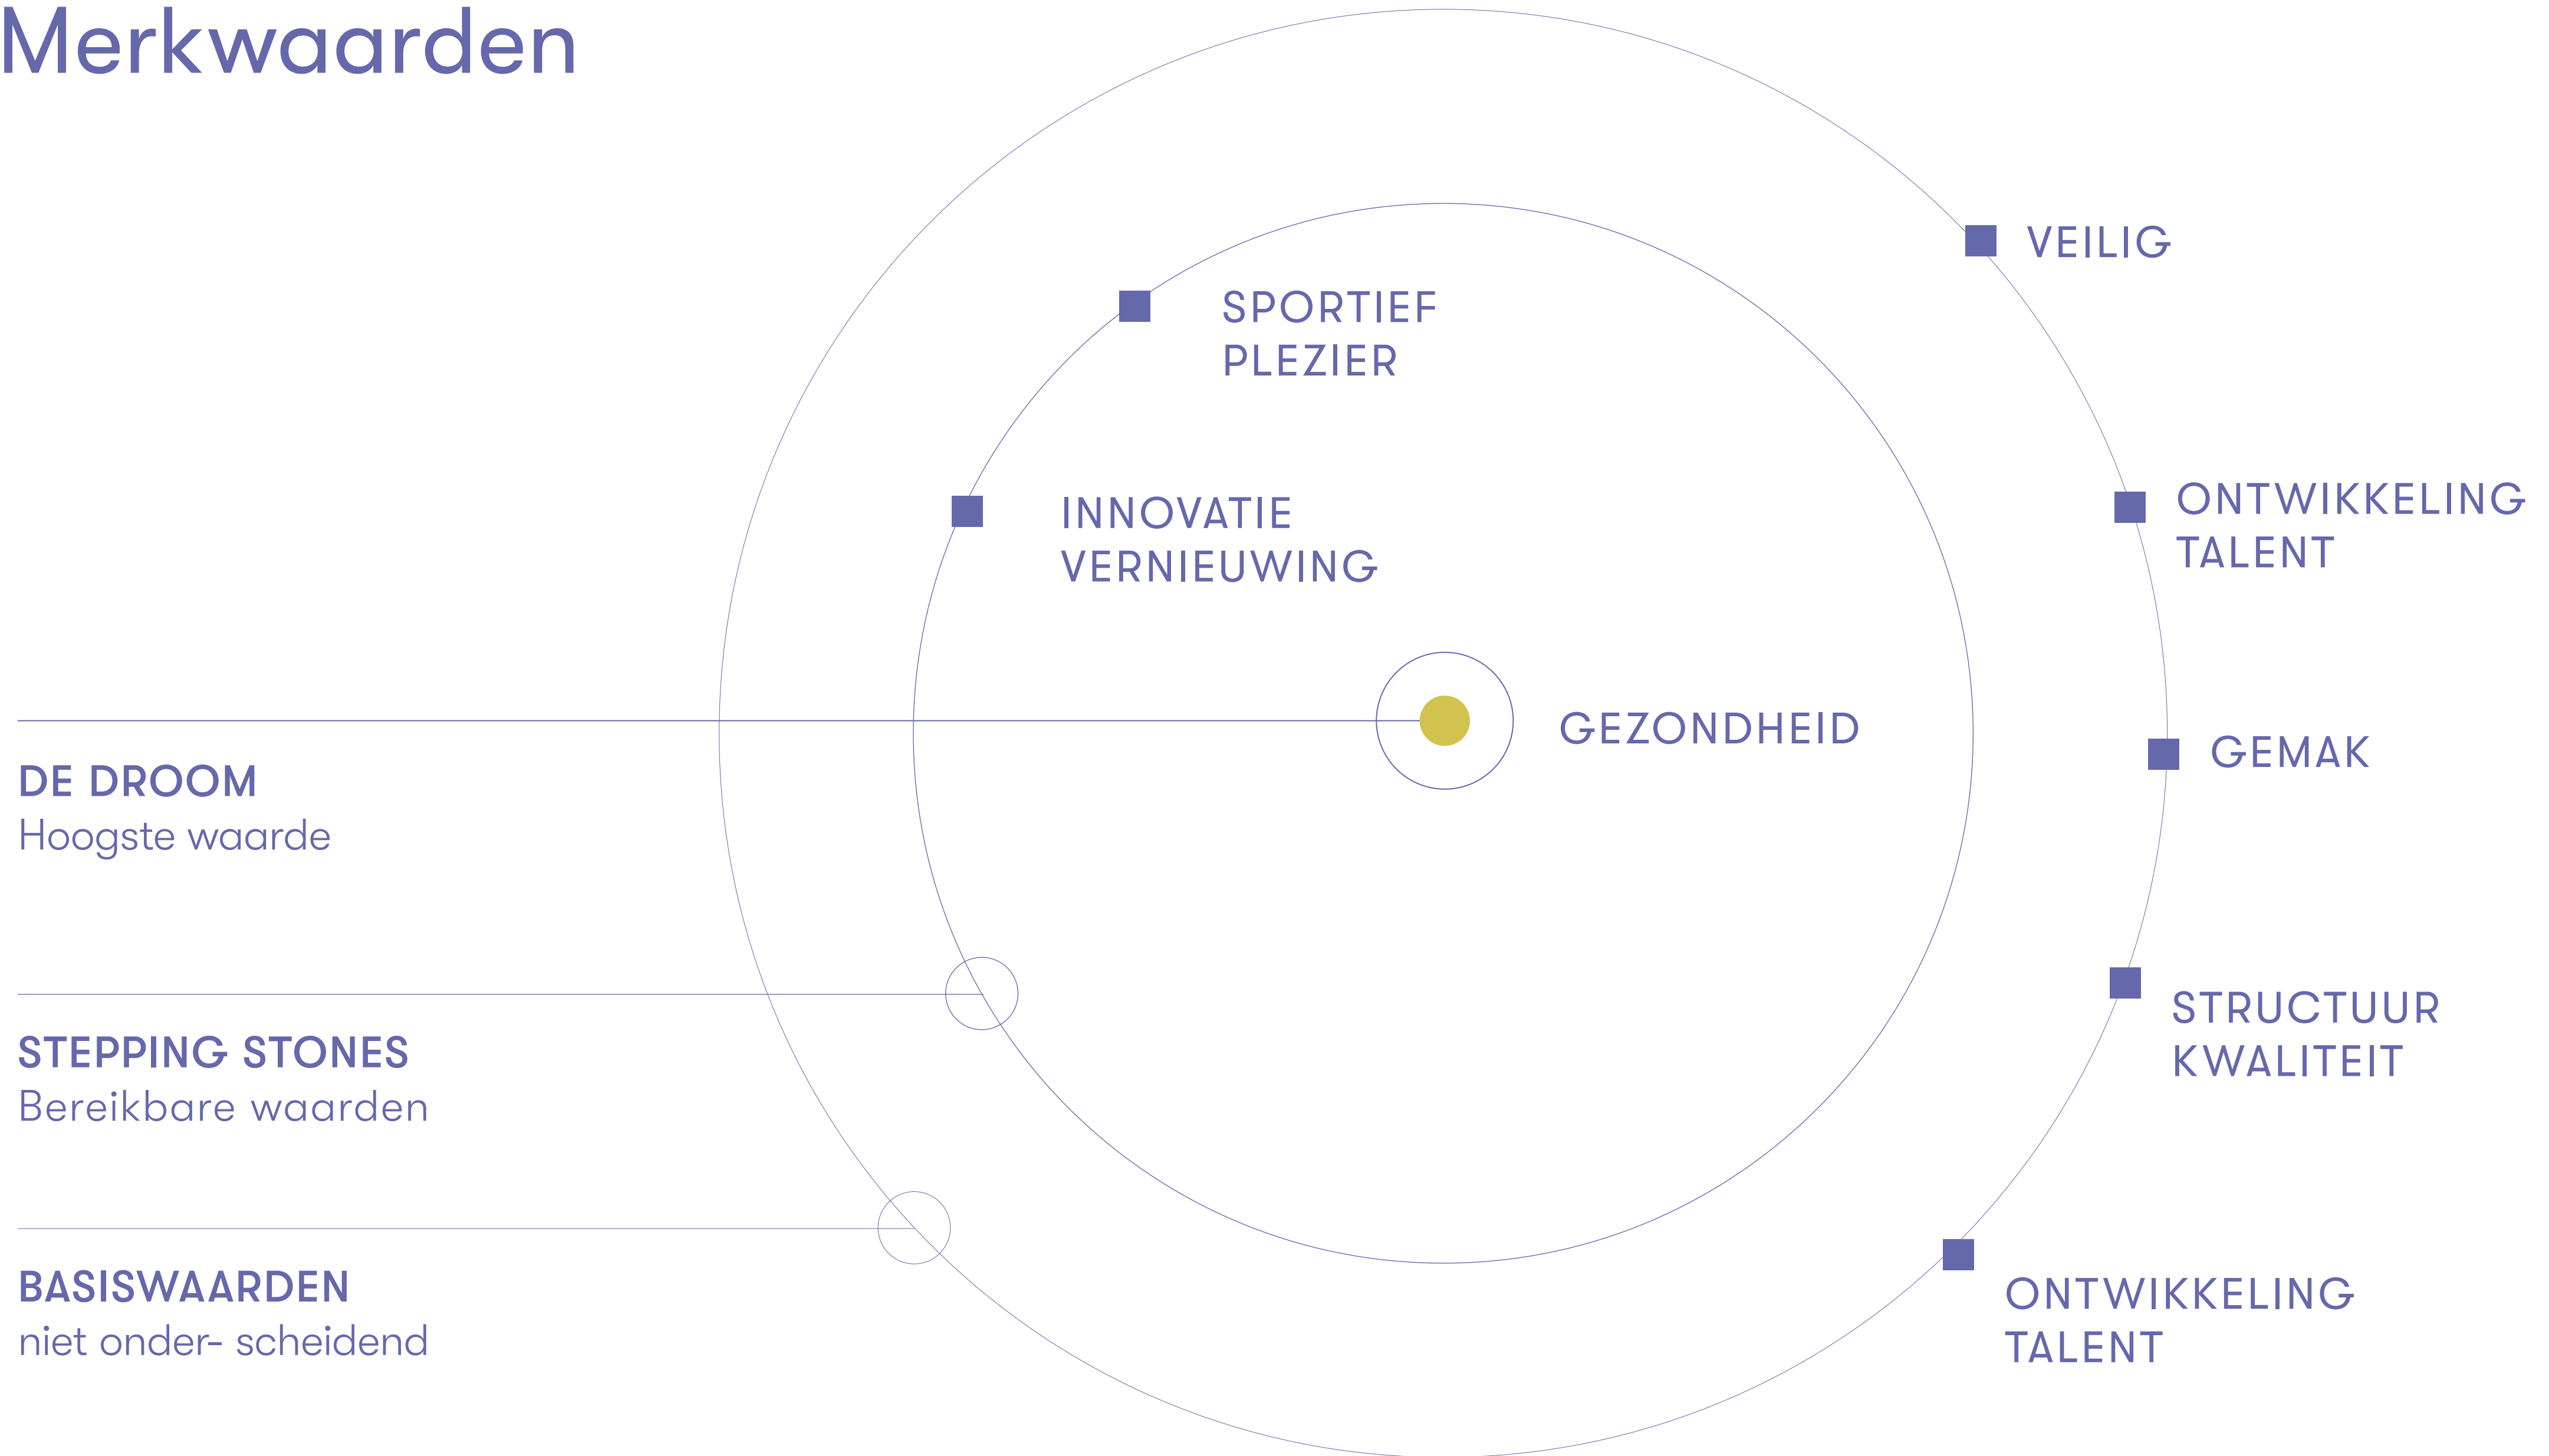 Merkwaarden
VEILIG
SPORTIEF
PLEZIER
ONTWIKKELING
TALENT
INNOVATIE
VERNIEUWING
GEZONDHEID
GEMAK
DE DROOM
Hoogste waarde
STRUCTUUR
KWALITEIT
STEPPING STONES
Bereikbare waarden
BASISWAARDEN
niet onder- scheidend
ONTWIKKELING
TALENT